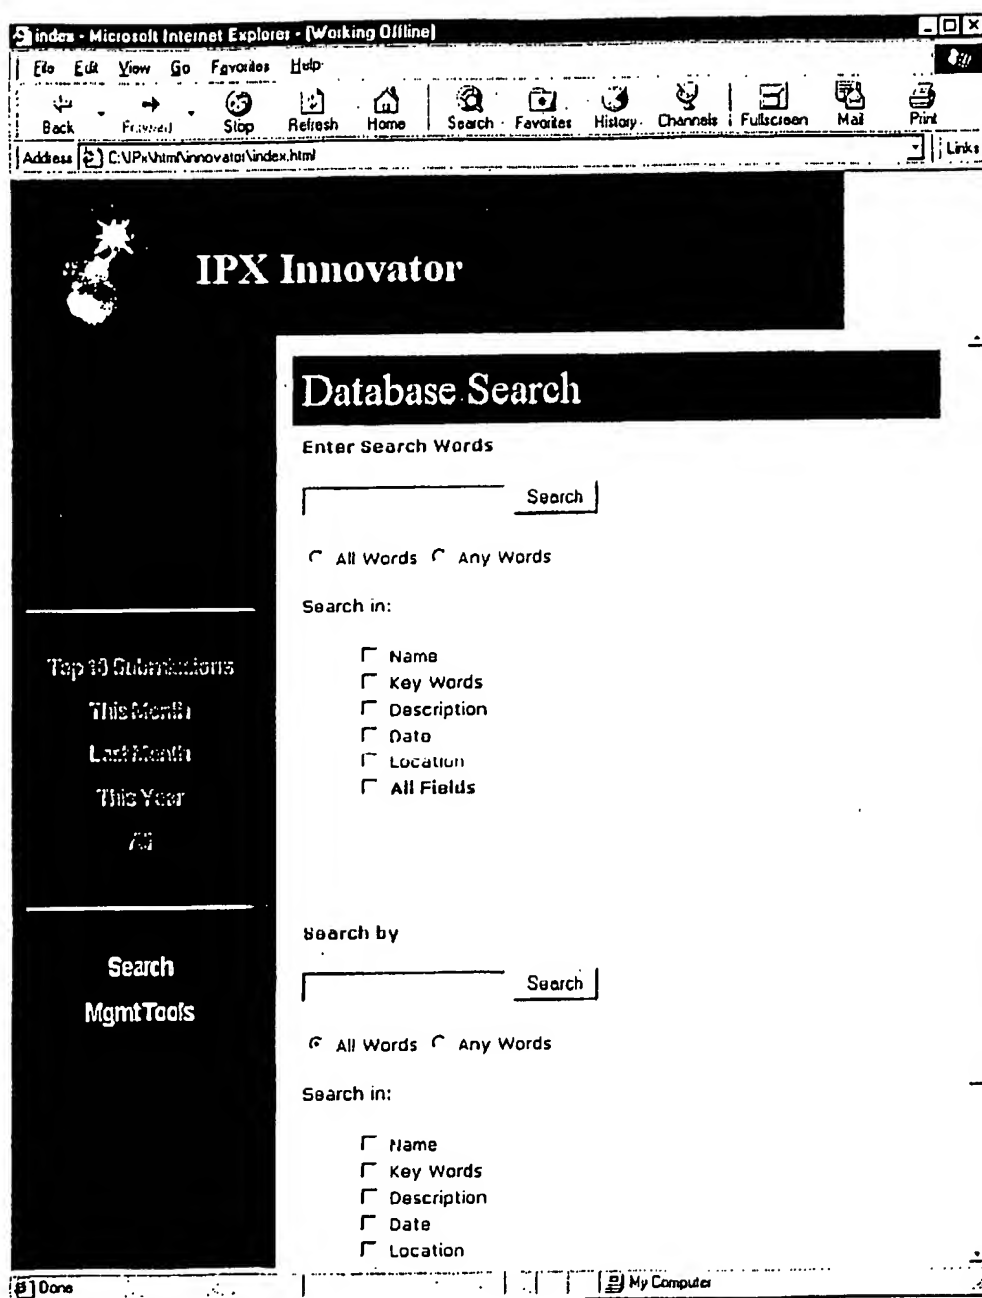 index - Microsoft Internet Explorer - [Working Offline]
File Edit View Go Favorites Help
Back Forward Stop Refresh Home Search Favorites History Channels Fullscreen Mail Print
Address C:\IPx\html\innovator\index.html Links
IPX Innovator
Database Search
Enter Search Words
Search
All Words Any Words
Search in:
Name
Key Words
Description
Date
Location
All Fields
Top 10 Submissions
This Month
Last Month
This Year
All
Search
MgmtTools
Search by
Search
All Words Any Words
Search in:
Name
Key Words
Description
Date
Location
Done My Computer